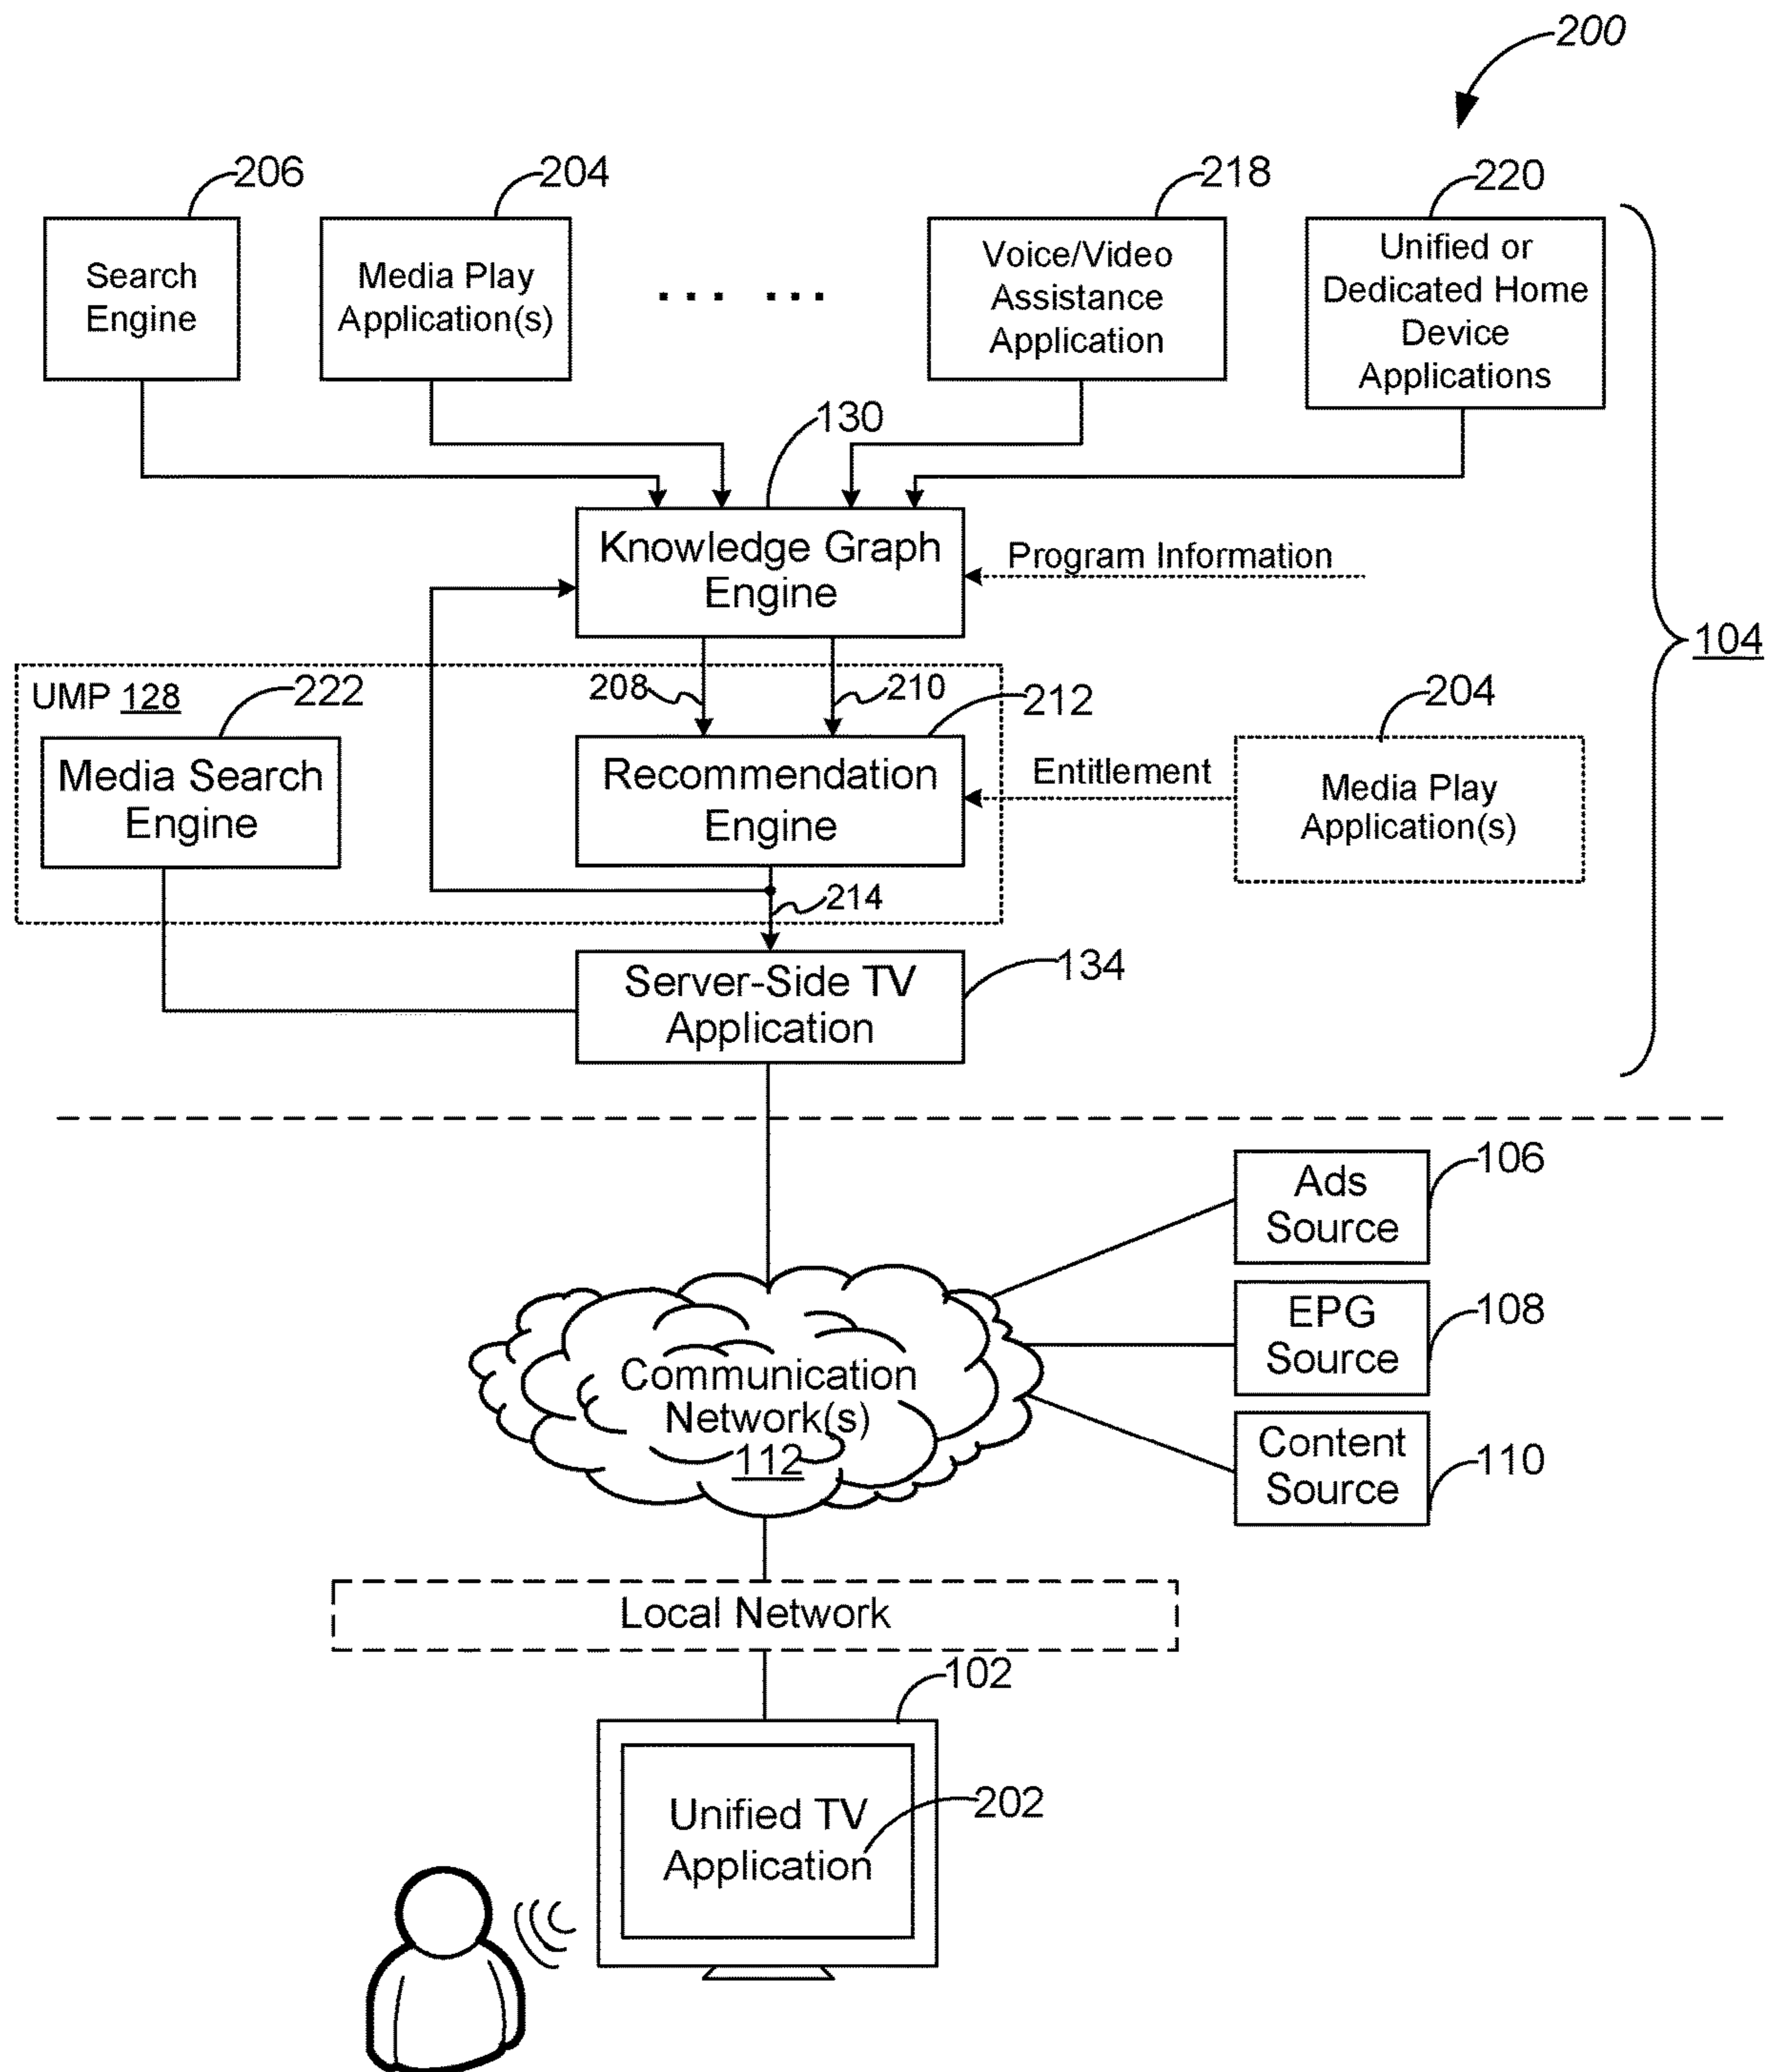 200
206
204
218
220
Search
Engine
Media Play
Application(s)
... ...
Voice/Video
Assistance
Application
Unified or
Dedicated Home
Device
Applications
130
Knowledge Graph
Engine
Program Information
104
UMP 128
222
208
210
212
204
Media Search
Engine
Recommendation
Engine
Entitlement
Media Play
Application(s)
214
Server-Side TV
Application
134
Ads
Source
106
EPG
Source
108
Communication
Network(s)
112
Content
Source
110
Local Network
102
Unified TV
Application
202